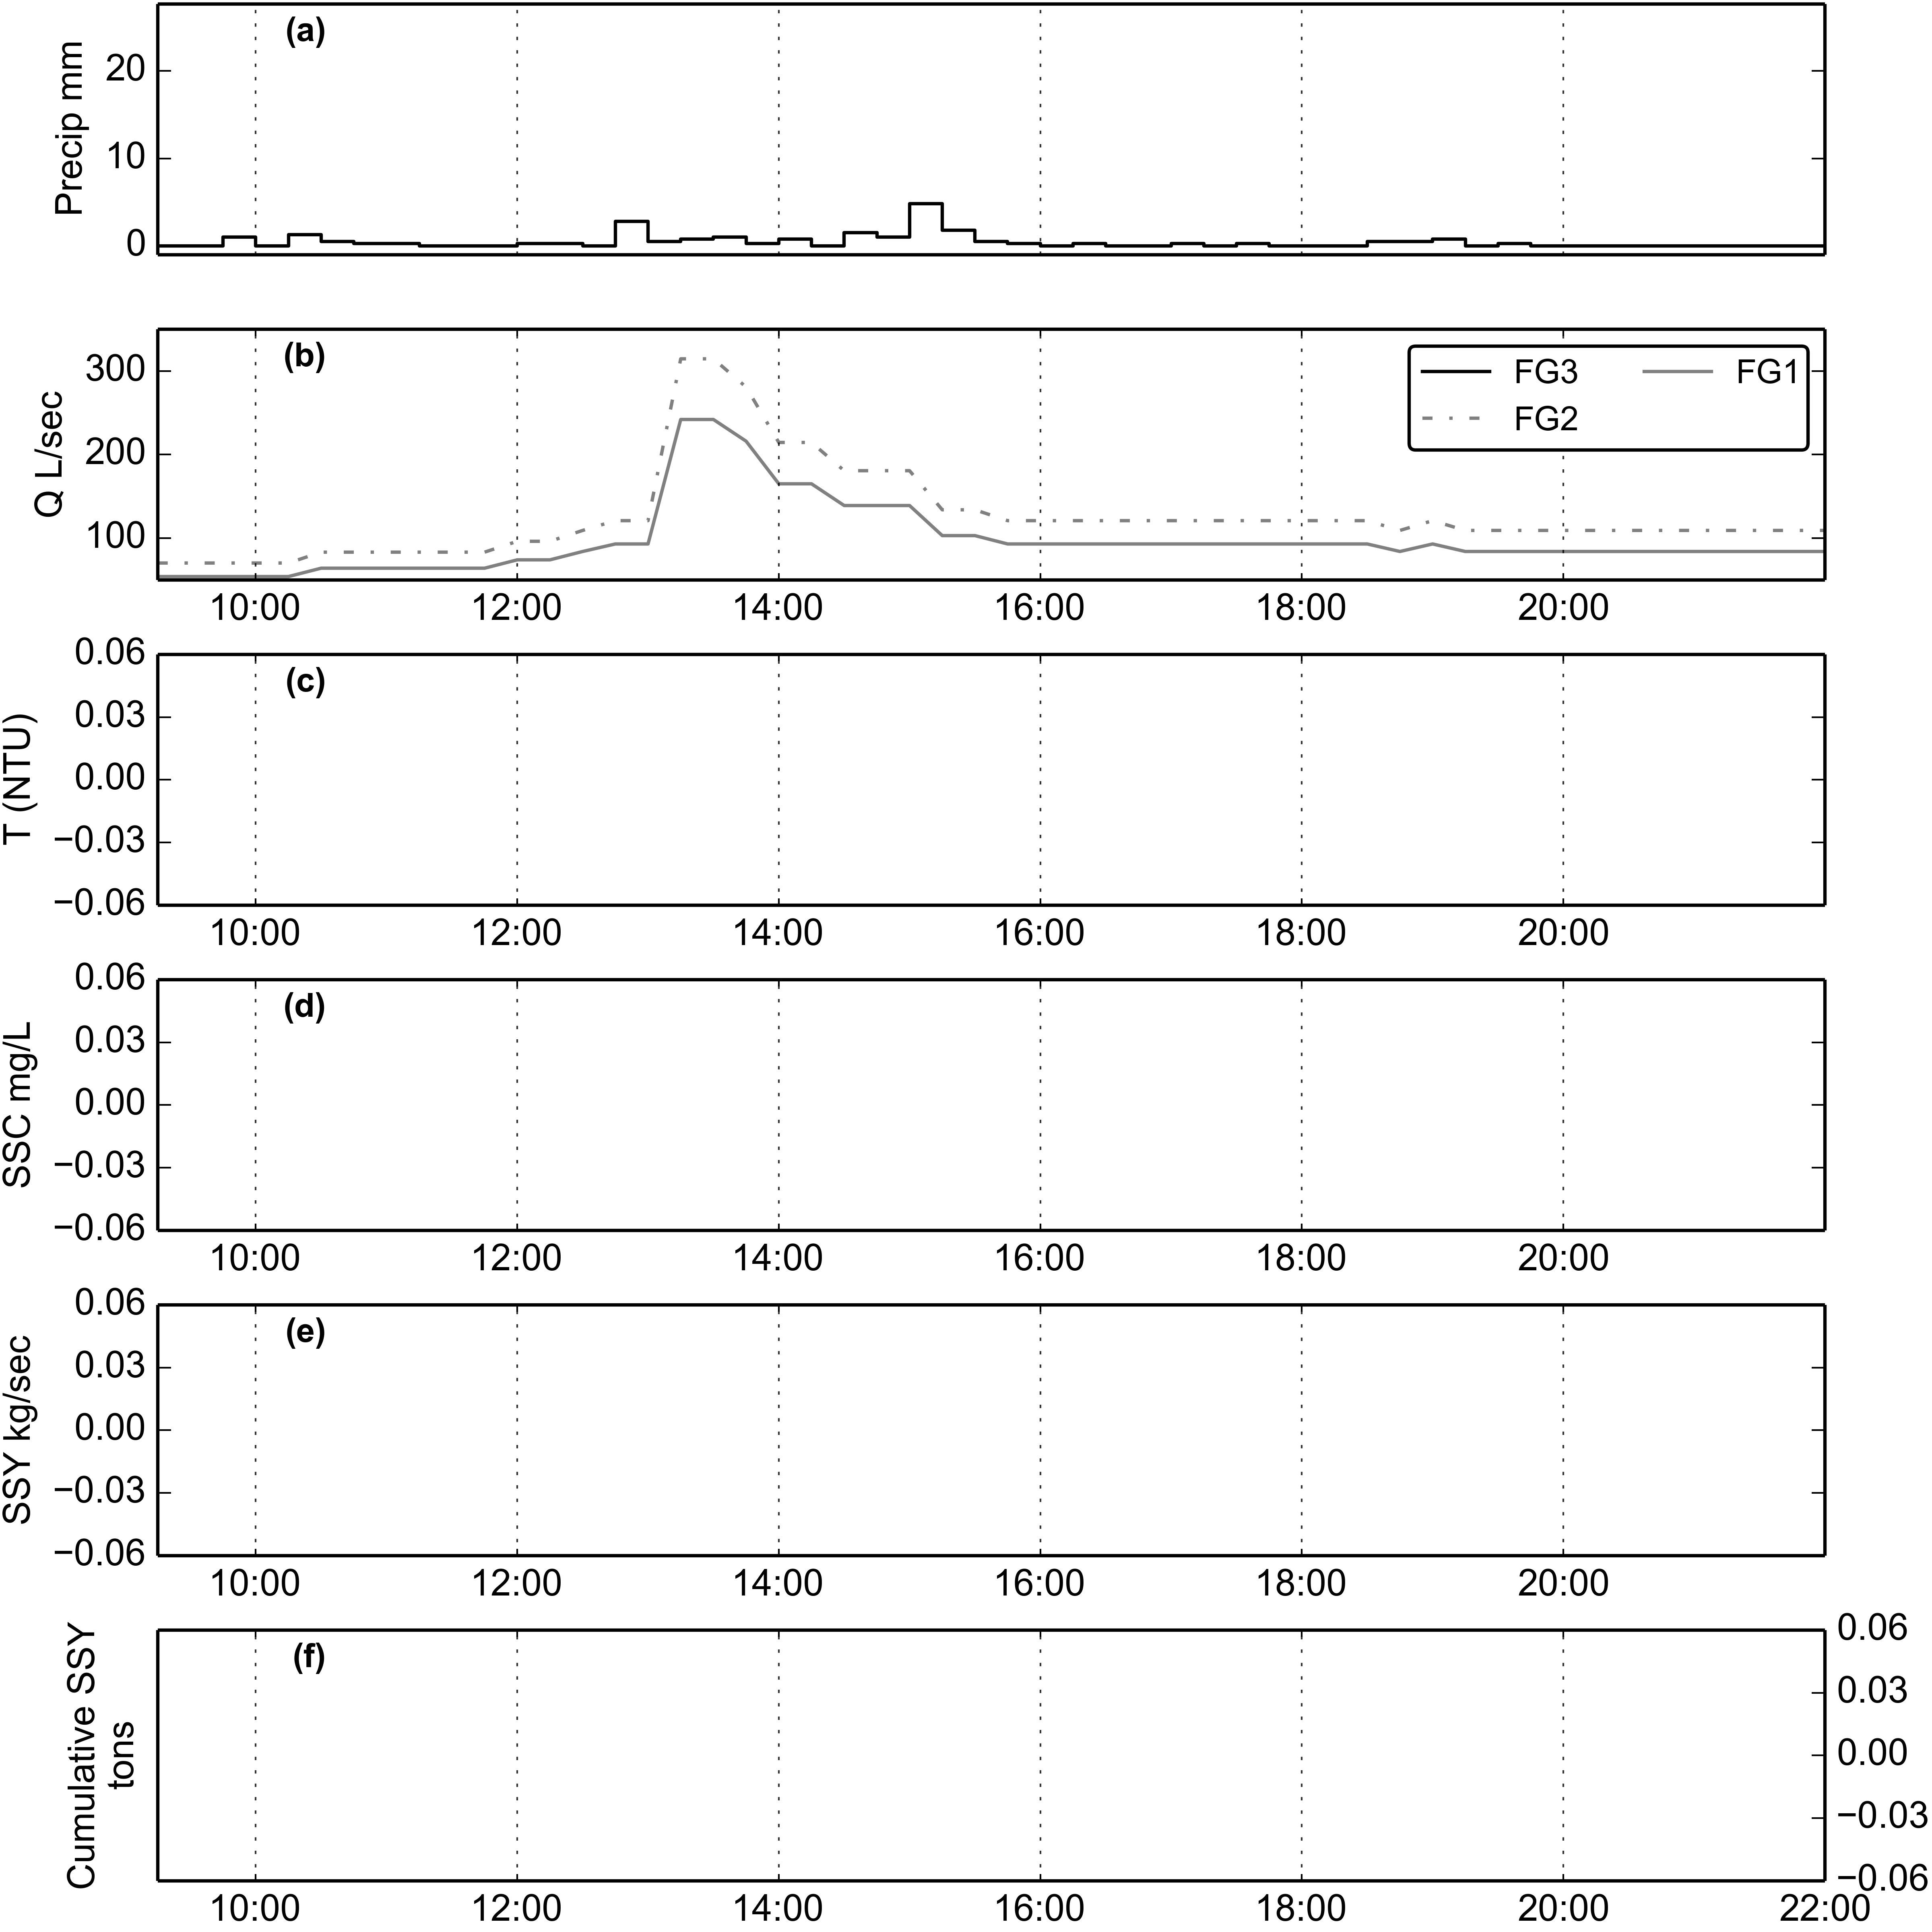 (a)
Precip mm
20
10
0
(b)
Q L/sec
300
200
100
FG3 FG1
FG2
10:00 12:00 14:00 16:00 18:00 20:00
(c)
T (NTU)
0.06
0.03
0.00
−0.03
−0.06
10:00 12:00 14:00 16:00 18:00 20:00
(d)
SSC mg/L
0.06
0.03
0.00
−0.03
−0.06
10:00 12:00 14:00 16:00 18:00 20:00
(e)
SSY kg/sec
0.06
0.03
0.00
−0.03
−0.06
10:00 12:00 14:00 16:00 18:00 20:00
(f)
Cumulative SSY
tons
0.06
0.03
0.00
−0.03
−0.06
10:00 12:00 14:00 16:00 18:00 20:00 22:00